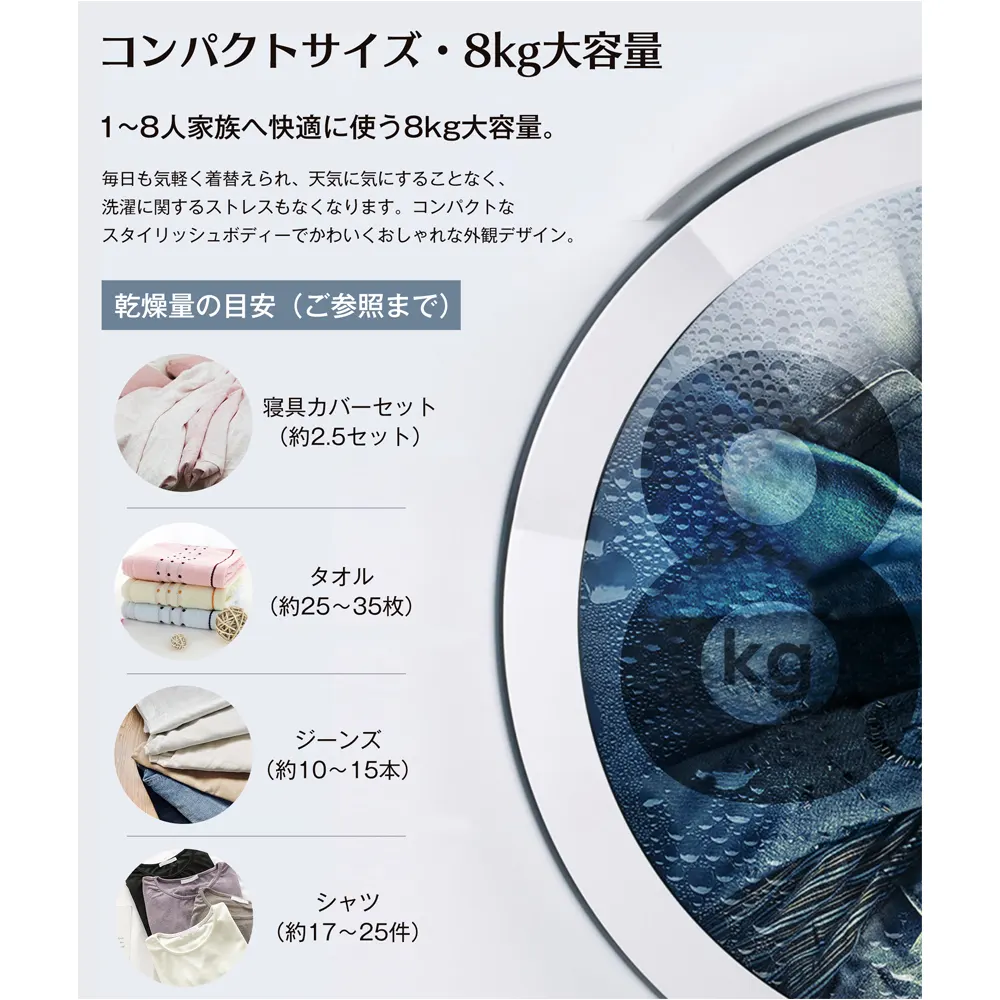 コンパクトサイズ・8kg大容量
1～8人家族へ快適に使う8kg大容量。
毎日も気軽く着替えられ、天気に気にすることなく、
洗濯に関するストレスもなくなります。コンパクトな
スタイリッシュボディーでかわいくおしゃれな外観デザイン。
乾燥量の目安（ご参照まで）
寝具カバーセット
（約2.5セット）
タオル
（約25～35枚）
ジーンズ
（約10～15本）
シャツ
（約17～25件）
8
kg